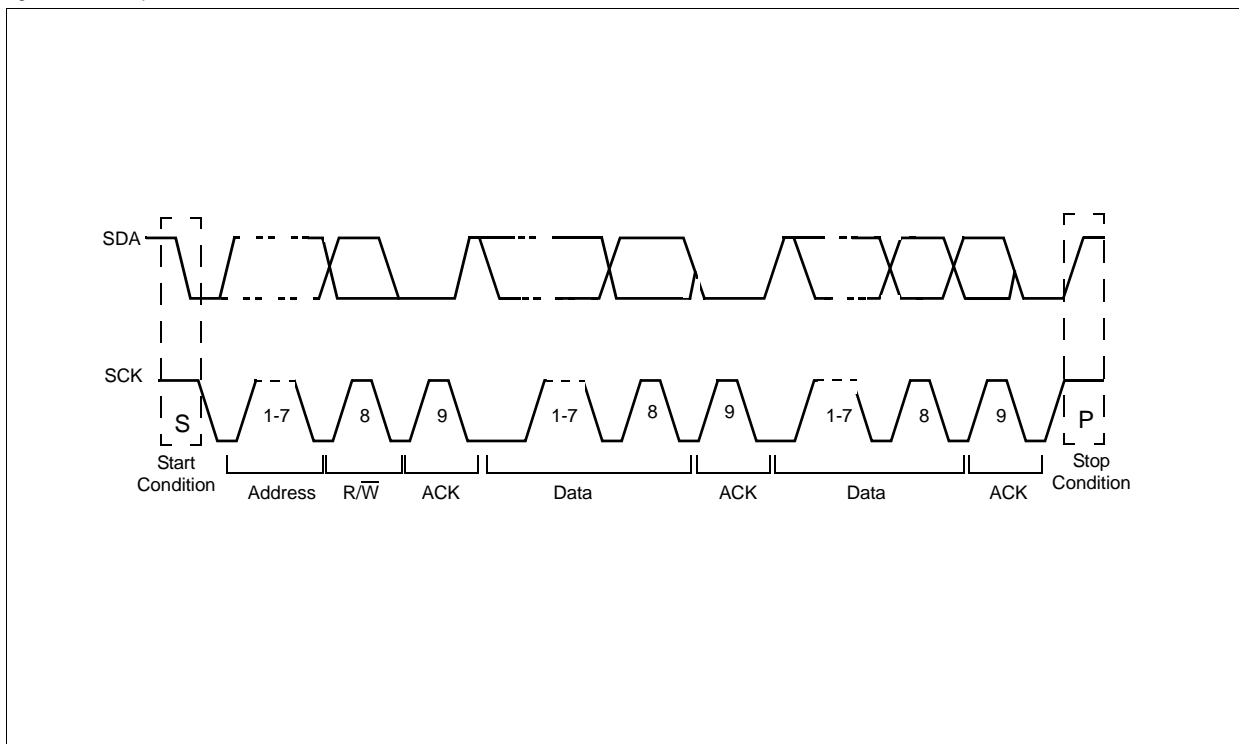 SDA
SCK
S
1-7
8
9
1-7
8
9
1-7
8
9
P
Start
Condition
Address
R/W̅
ACK
Data
ACK
Data
ACK
Stop
Condition